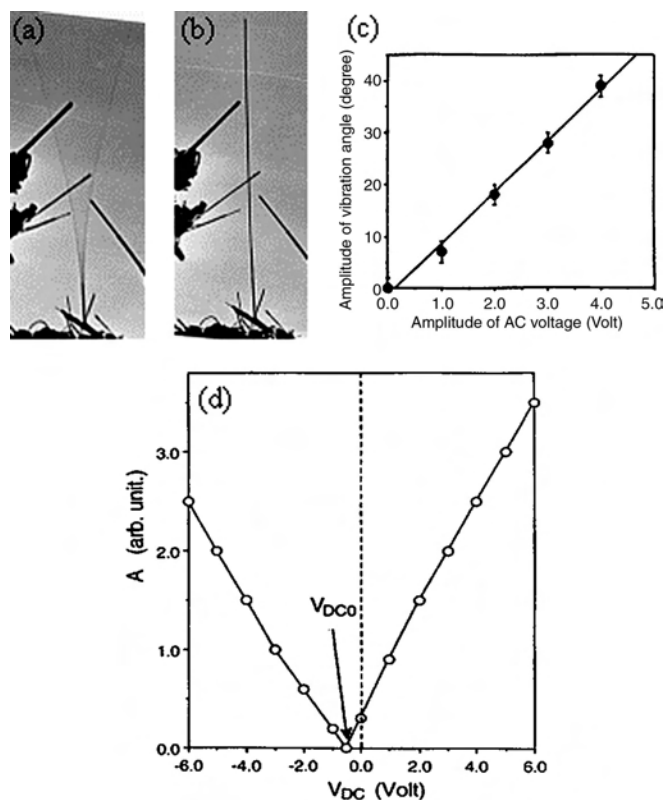 (a)
(b)
(c)
Amplitude of vibration angle (degree)
40
30
20
10
0
0.0 1.0 2.0 3.0 4.0 5.0
Amplitude of AC voltage (Volt)
(d)
A (arb. unit.)
3.0
2.0
1.0
0.0
VDC0
-6.0 -4.0 -2.0 0.0 2.0 4.0 6.0
VDC (Volt)